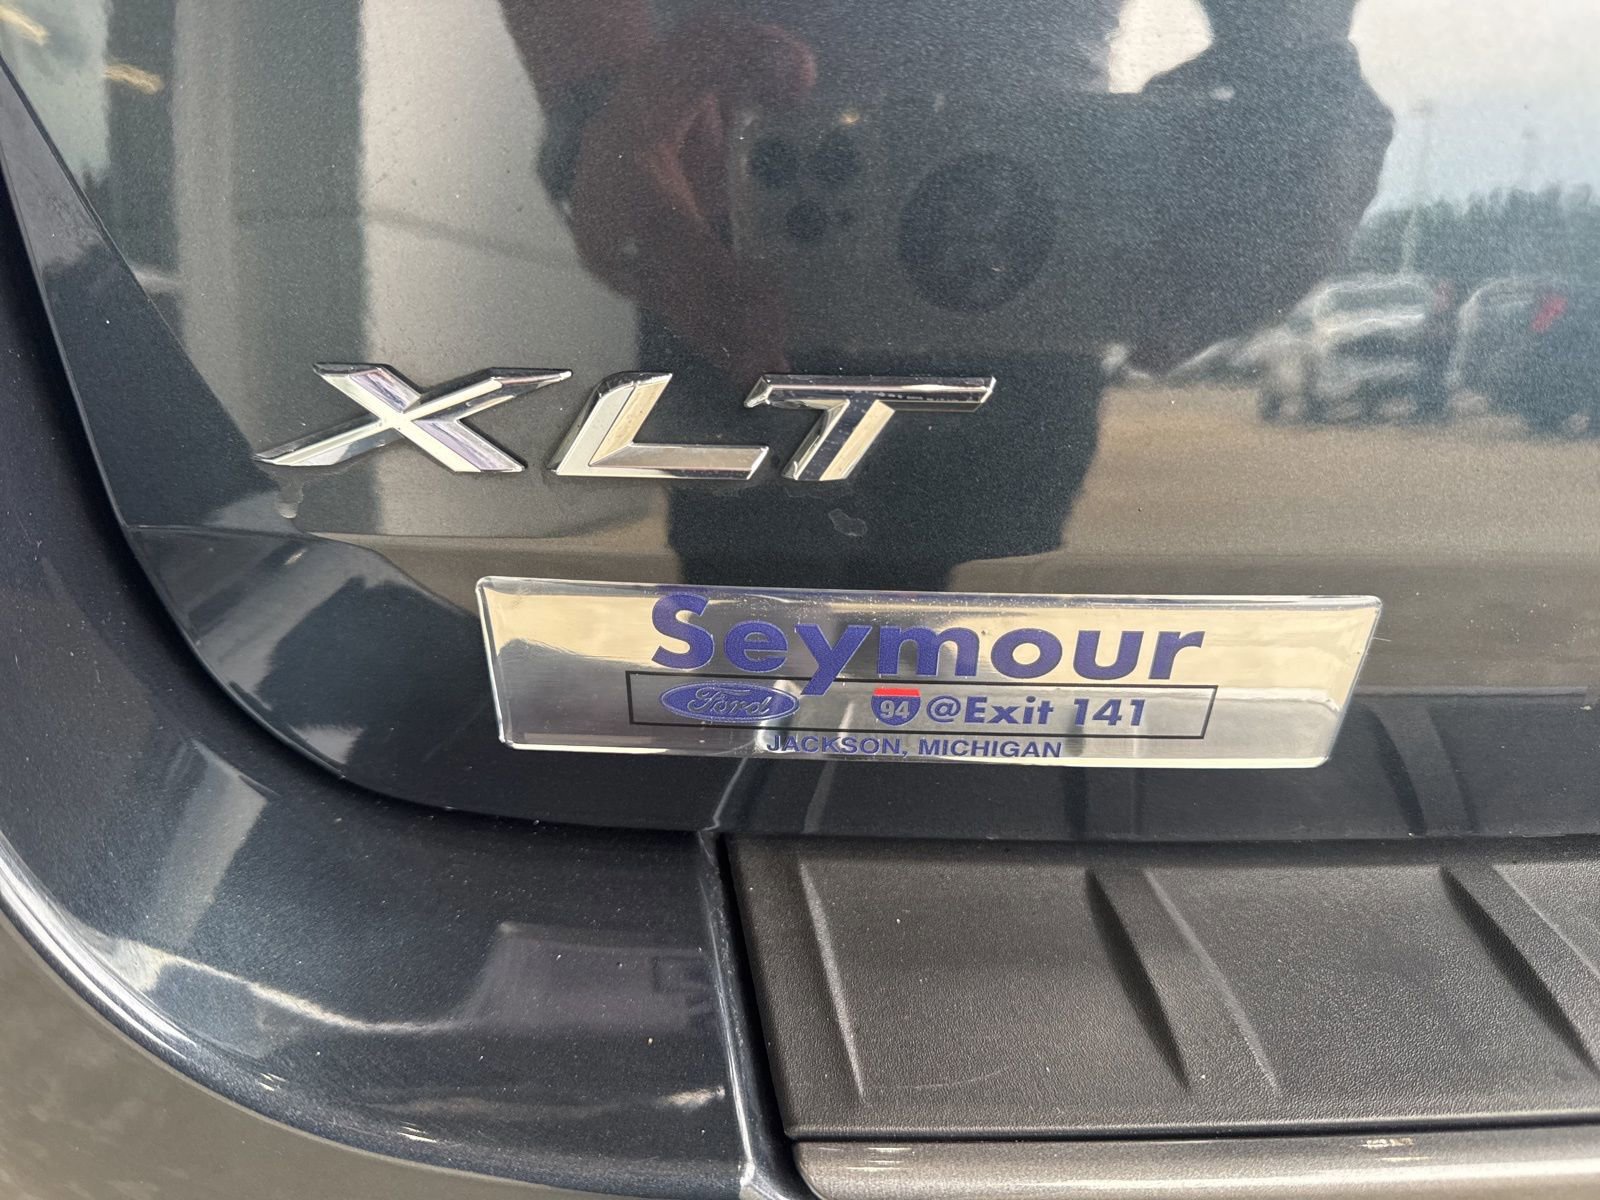 XLT
Seymour
Ford 94 @Exit 141
JACKSON, MICHIGAN